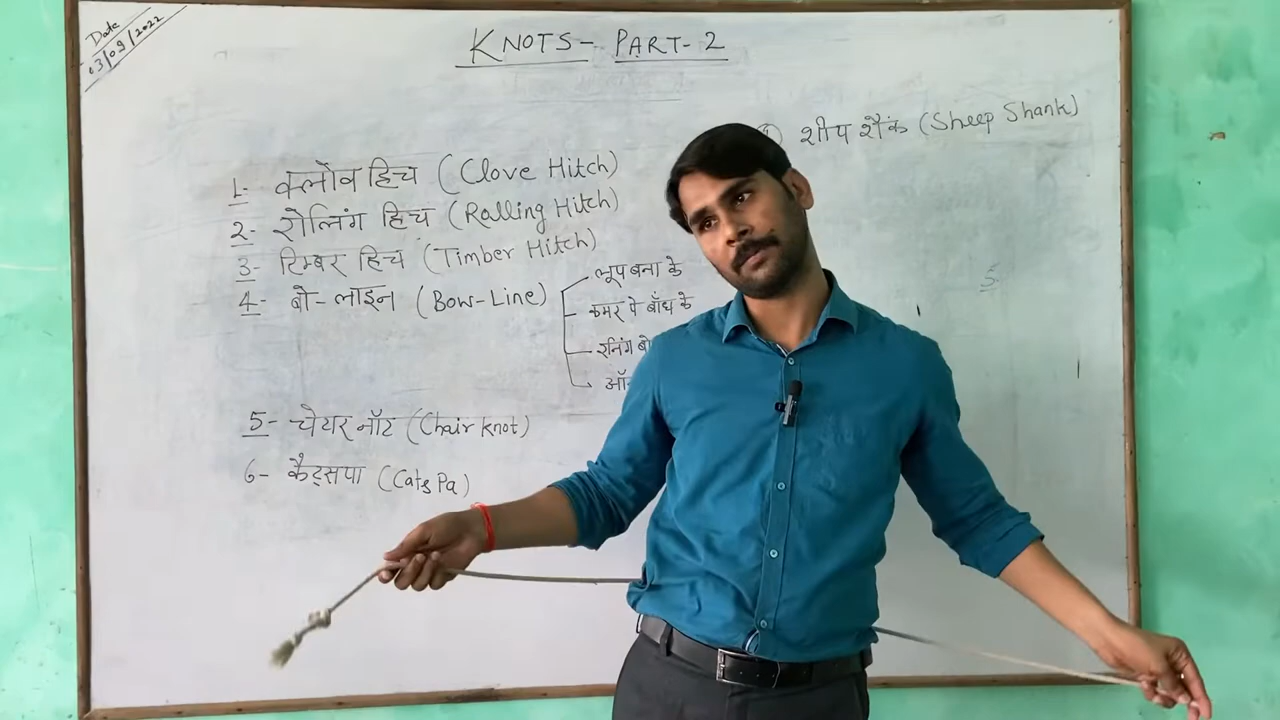 Date
03/09/2022
KNOTS- PART-2
1- क्लोव हिच (Clove Hitch)
2- रोलिंग हिच (Rolling Hitch)
3- टिम्बर हिच (Timber Hitch)
4- बो-लाइन (Bow-Line)
लूप बना के
कमर पे बाँध के
रनिंग बो
ऑ
5- चेयर नॉट (Chair Knot)
6- कैट्सपा (Cats Pa)
शीप शैंक (Sheep Shank)
5